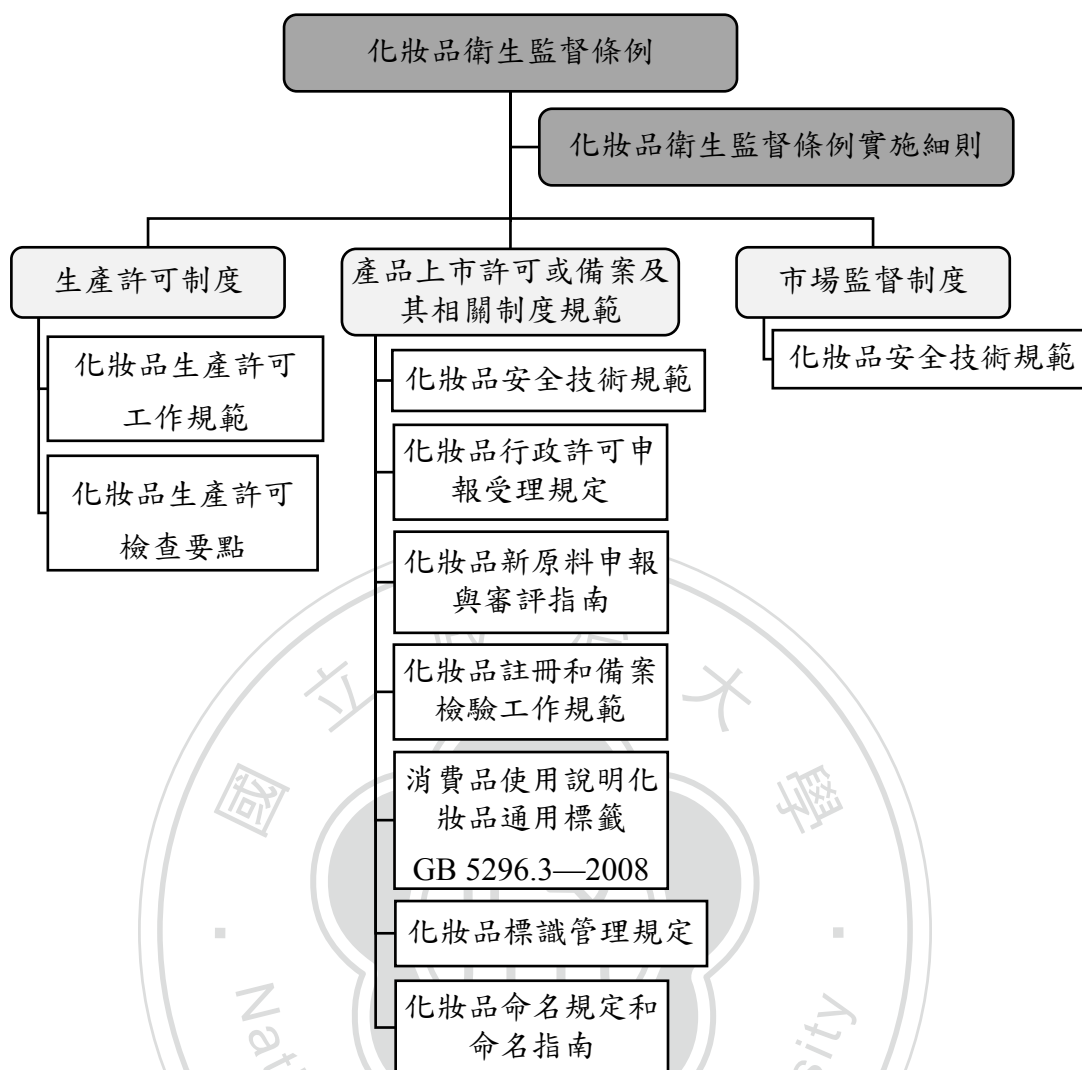 化妝品衛生監督條例
化妝品衛生監督條例實施細則
生產許可制度
化妝品生產許可
工作規範
化妝品生產許可
檢查要點
產品上市許可或備案及
其相關制度規範
化妝品安全技術規範
化妝品行政許可申
報受理規定
化妝品新原料申報
與審評指南
化妝品註冊和備案
檢驗工作規範
消費品使用說明化
妝品通用標籤
GB 5296.3—2008
化妝品標識管理規定
化妝品命名規定和
命名指南
市場監督制度
化妝品安全技術規範
國立
大學